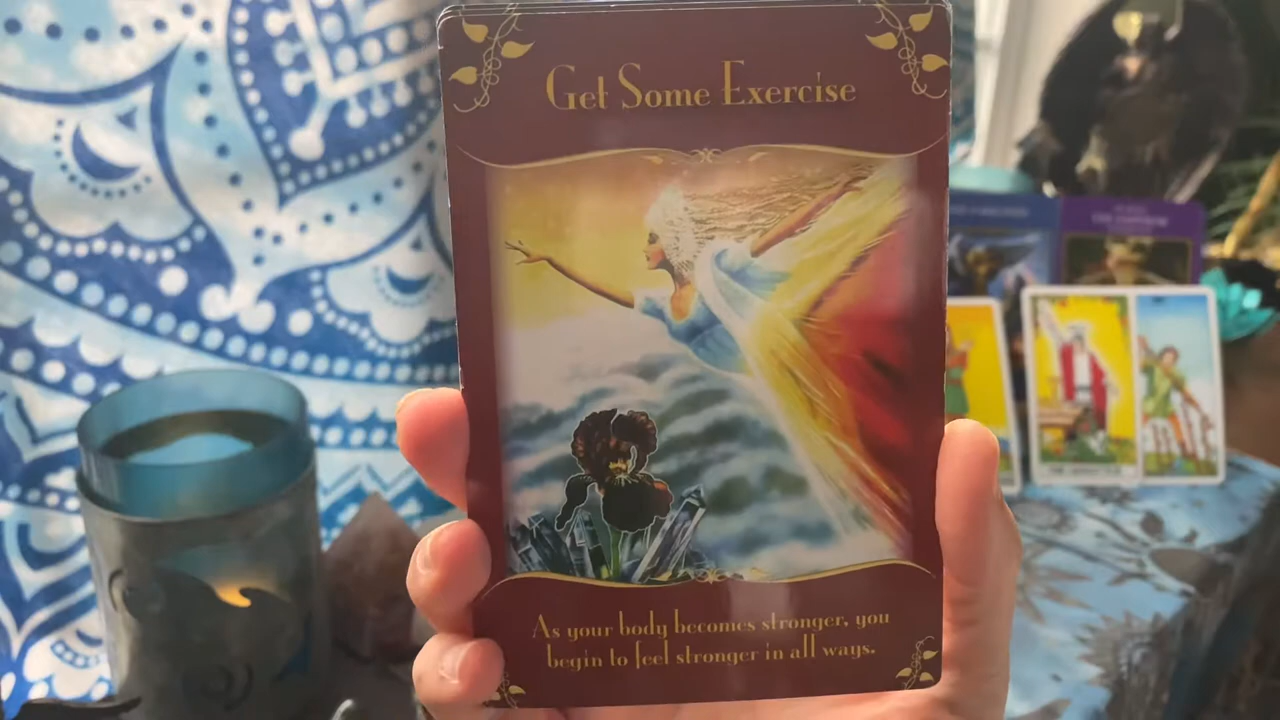 Get Some Exercise
As your body becomes stronger, you
begin to feel stronger in all ways.